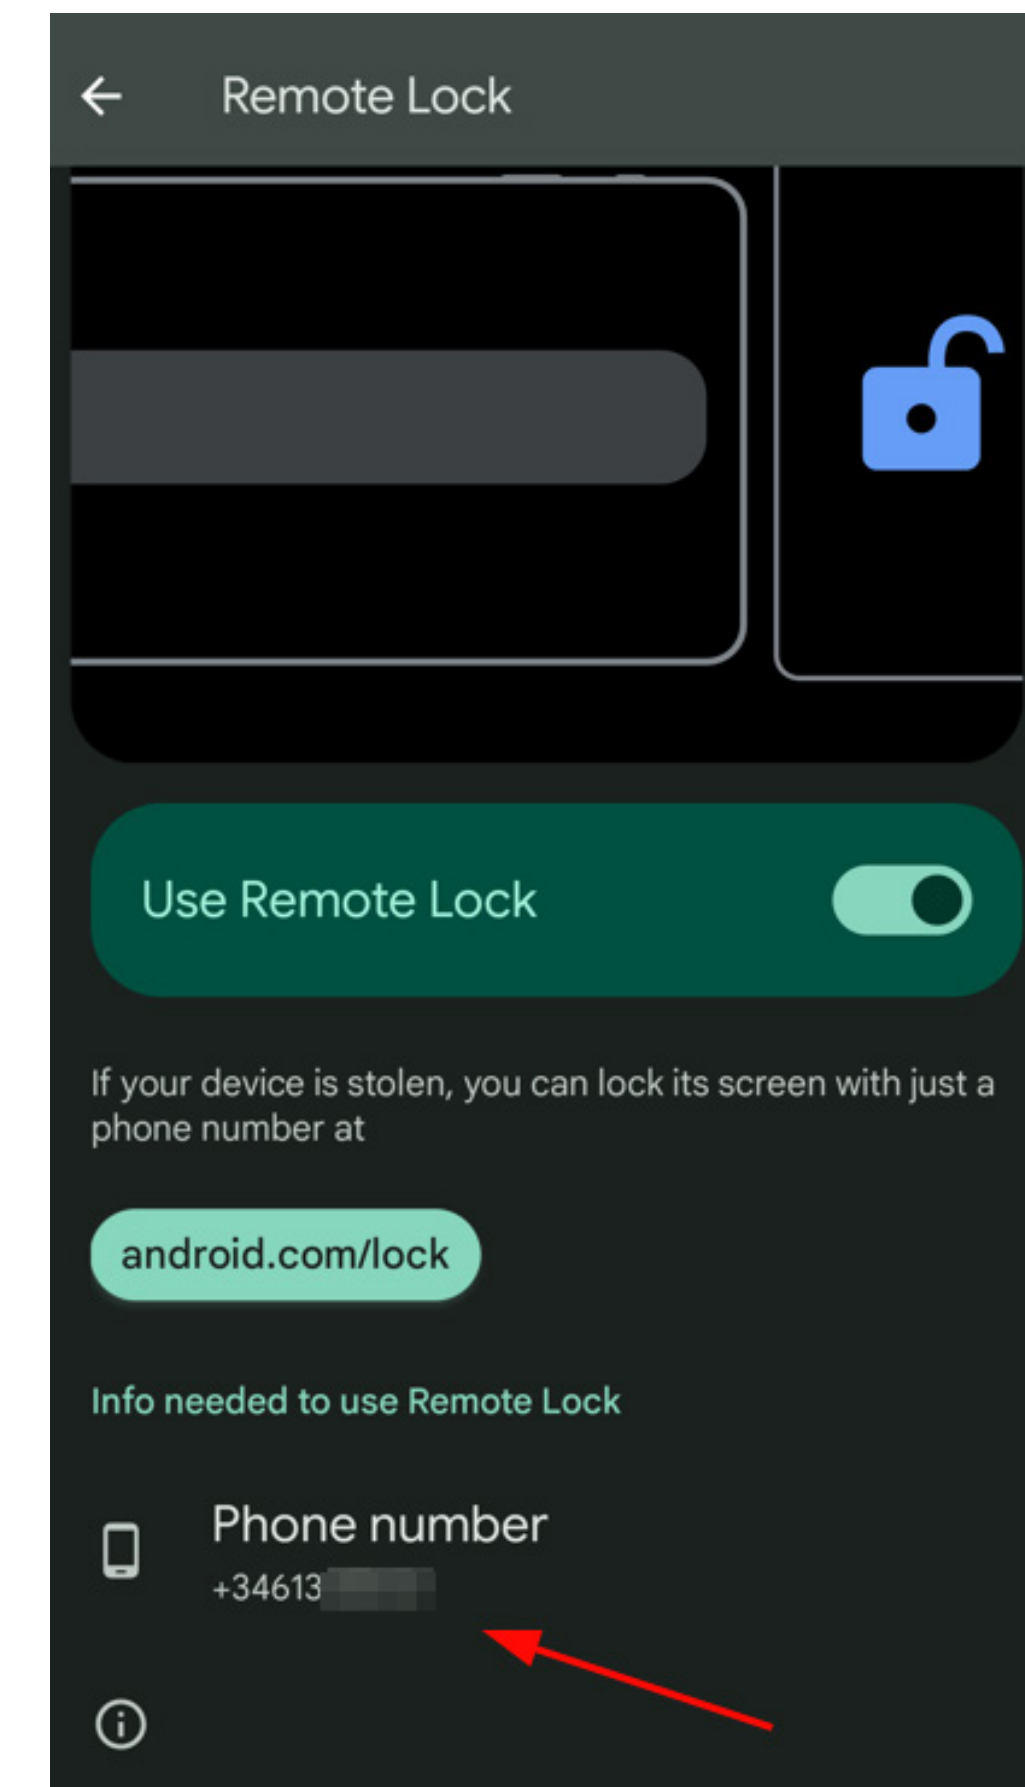 Remote Lock
Use Remote Lock
If your device is stolen, you can lock its screen with just a
phone number at
android.com/lock
Info needed to use Remote Lock
Phone number
+34613